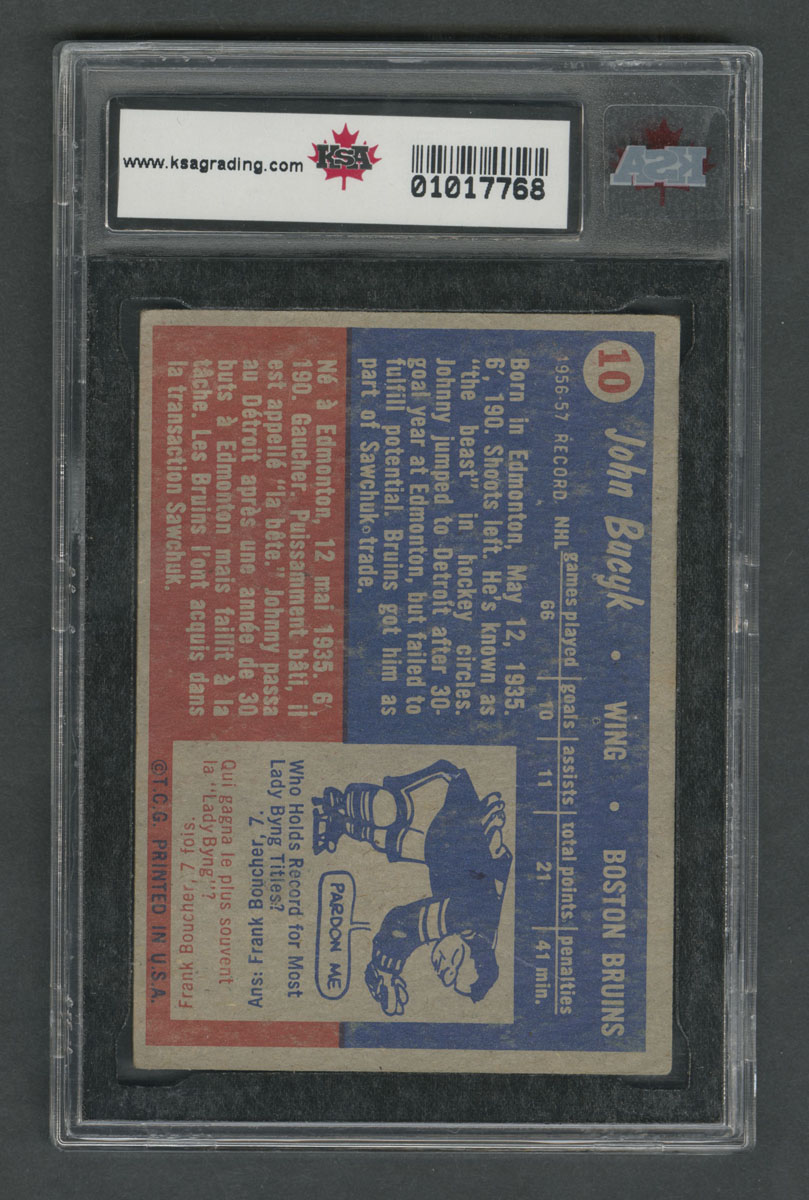 www.ksagrading.com
KSA
01017768
KSA
10 John Bucyk • WING • BOSTON BRUINS
1956-57 RECORD games played goals assists total points penalties
NHL 66 10 11 21 41 min.
Born in Edmonton, May 12, 1935.
6', 190. Shoots left. He's known as
"the beast" in hockey circles.
Johnny jumped to Detroit after 30-
goal year at Edmonton, but failed to
fulfill potential. Bruins got him as
part of Sawchuk trade.
Né à Edmonton, 12 mai 1935. 6',
190. Gaucher. Puissamment bâti, il
est appellé "la bête." Johnny passa
au Détroit après une année de 30
buts à Edmonton mais faillit à la
tâche. Les Bruins l'ont acquis dans
la transaction Sawchuk.
PARDON ME
Who Holds Record for Most
Lady Byng Titles?
Ans: Frank Boucher, 7.
Qui gagna le plus souvent
la "Lady Byng"?
Frank Boucher, 7 fois.
©T.C.G. PRINTED IN U.S.A.